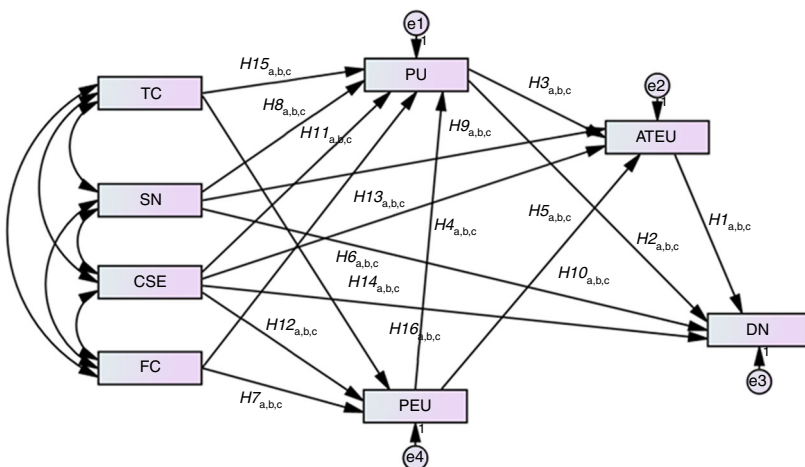 e1
1
H15a,b,c
TC
PU
e2
1
H3a,b,c
H8a,b,c
H11a,b,c
H9a,b,c
ATEU
SN
H13a,b,c
H5a,b,c
H4a,b,c
H1a,b,c
H2a,b,c
H6a,b,c
CSE
H14a,b,c
H10a,b,c
H12a,b,c
H16a,b,c
DN
1
FC
e3
H7a,b,c
PEU
1
e4